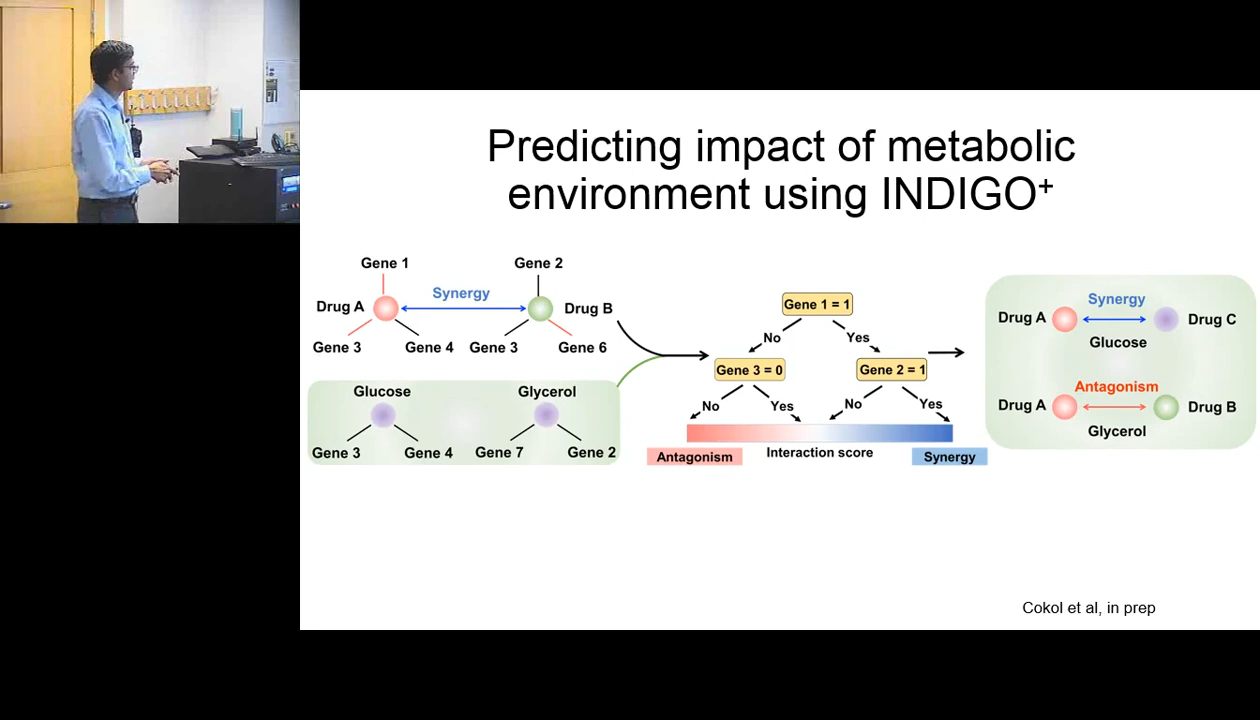 Predicting impact of metabolic
environment using INDIGO⁺
Gene 1
Gene 2
Drug A
Synergy
Drug B
Gene 3
Gene 4
Gene 3
Gene 6
Glucose
Glycerol
Gene 3
Gene 4
Gene 7
Gene 2
Gene 1 = 1
No
Yes
Gene 3 = 0
Gene 2 = 1
No
Yes
No
Yes
Antagonism
Interaction score
Synergy
Synergy
Drug A
Drug C
Glucose
Antagonism
Drug A
Drug B
Glycerol
Cokol et al, in prep